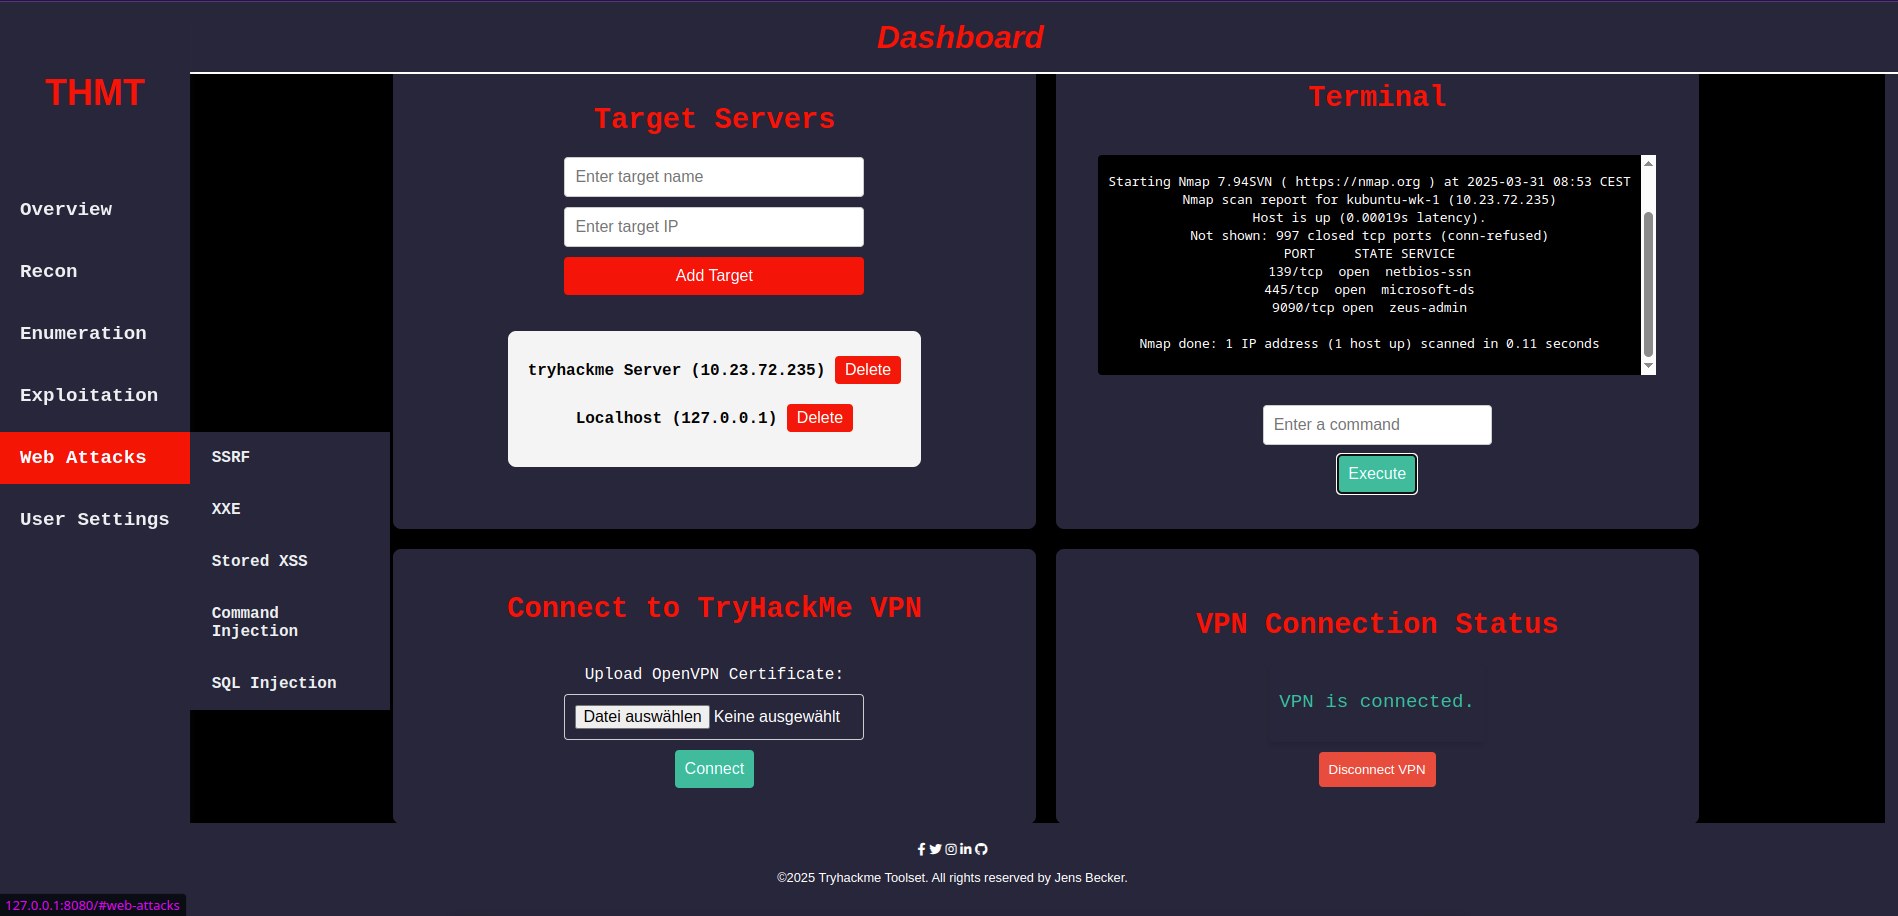 Dashboard
THMT
Overview
Recon
Enumeration
Exploitation
Web Attacks
User Settings
SSRF
XXE
Stored XSS
Command
Injection
SQL Injection
Target Servers
Enter target name
Enter target IP
Add Target
tryhackme Server (10.23.72.235) Delete
Localhost (127.0.0.1) Delete
Terminal
Starting Nmap 7.94SVN ( https://nmap.org ) at 2025-03-31 08:53 CEST
Nmap scan report for kubuntu-wk-1 (10.23.72.235)
Host is up (0.00019s latency).
Not shown: 997 closed tcp ports (conn-refused)
PORT     STATE SERVICE
139/tcp  open  netbios-ssn
445/tcp  open  microsoft-ds
9090/tcp open  zeus-admin
Nmap done: 1 IP address (1 host up) scanned in 0.11 seconds
Enter a command
Execute
Connect to TryHackMe VPN
Upload OpenVPN Certificate:
Datei auswählen Keine ausgewählt
Connect
VPN Connection Status
VPN is connected.
Disconnect VPN
©2025 Tryhackme Toolset. All rights reserved by Jens Becker.
127.0.0.1:8080/#web-attacks